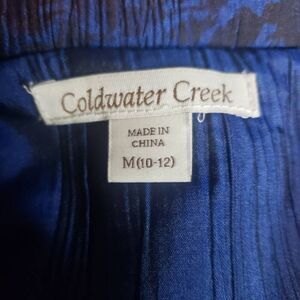 Coldwater Creek
MADE IN
CHINA
M(10-12)